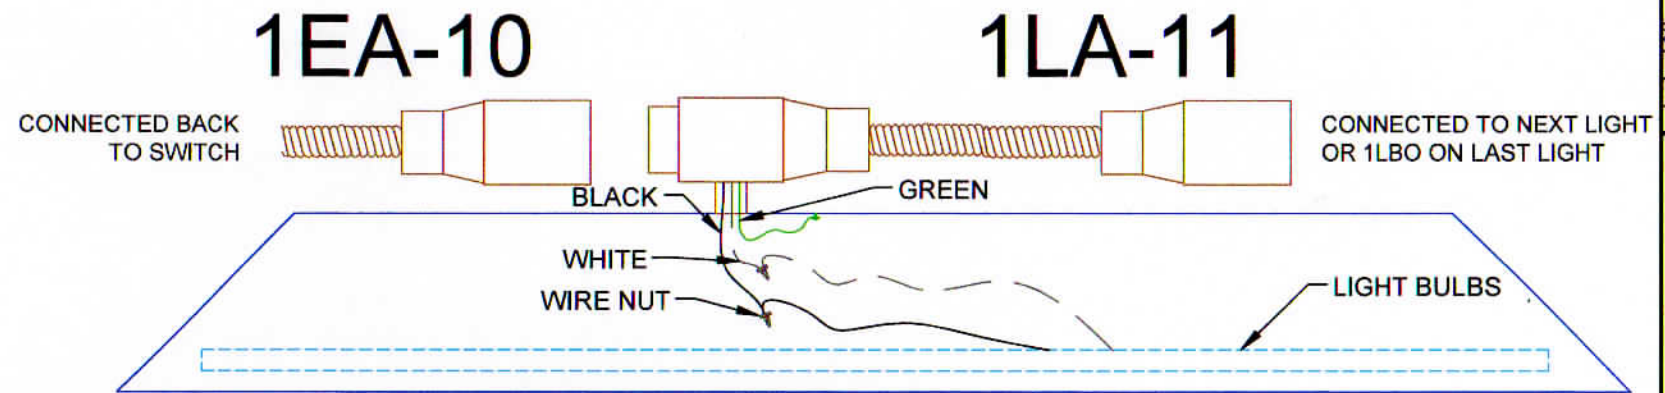 1EA-10
1LA-11
CONNECTED BACK
TO SWITCH
CONNECTED TO NEXT LIGHT
OR 1LBO ON LAST LIGHT
BLACK
GREEN
WHITE
WIRE NUT
LIGHT BULBS